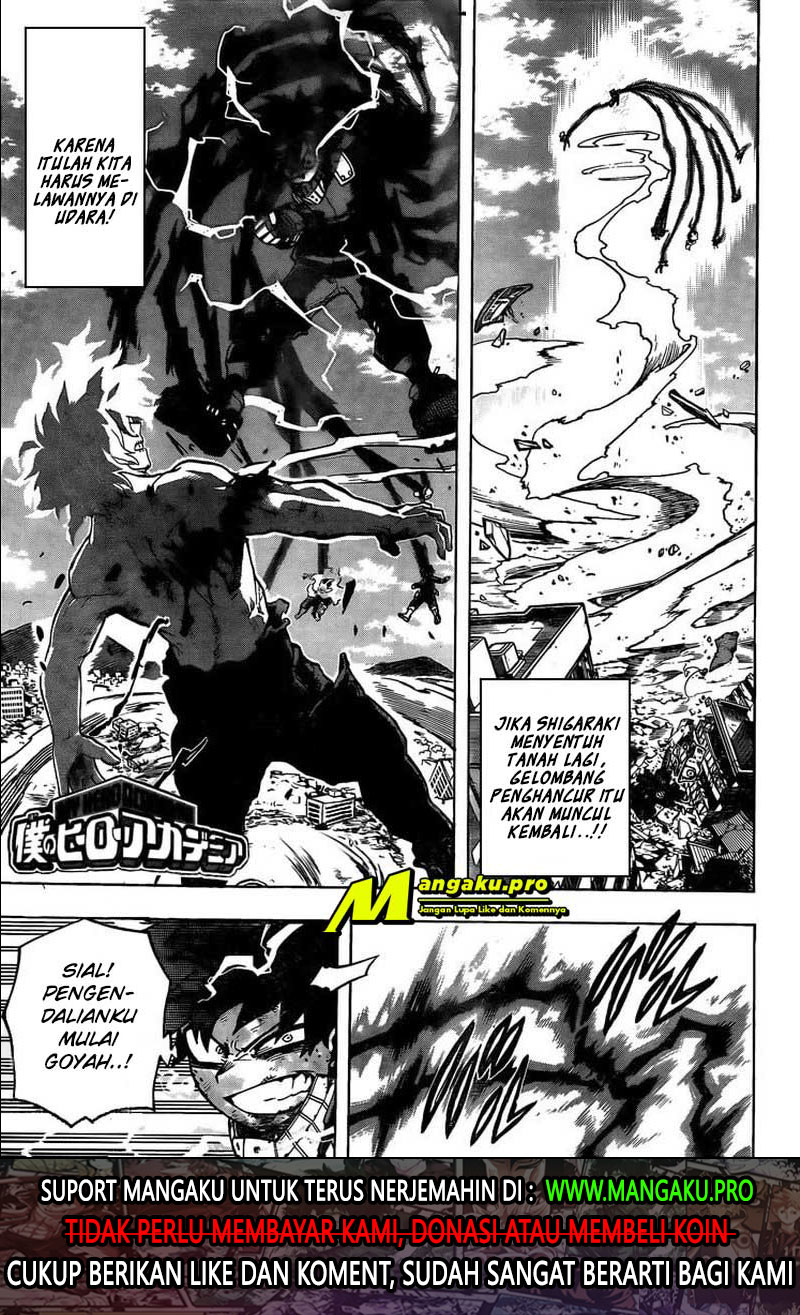 JIKA SHIGARAKI
MENYENTUH
TANAH LAGI,
GELOMBANG
PENGHANCUR ITU
AKAN MUNCUL
KEMBALI..!!
KARENA
ITULAH KITA
HARUS ME-
LAWANNYA DI
UDARA!
MY HERO ACADEMIA
僕のヒーローアカデミア
Mangaku.pro
Jangan Lupa Like dan Komennya
SIAL!
PENGEN-
DALIANKU
MULAI
GOYAH..!
SUPORT MANGAKU UNTUK TERUS NERJEMAHIN DI : WWW.MANGAKU.PRO
TIDAK PERLU MEMBAYAR KAMI, DONASI ATAU MEMBELI KOIN
CUKUP BERIKAN LIKE DAN KOMENT, SUDAH SANGAT BERARTI BAGI KAMI